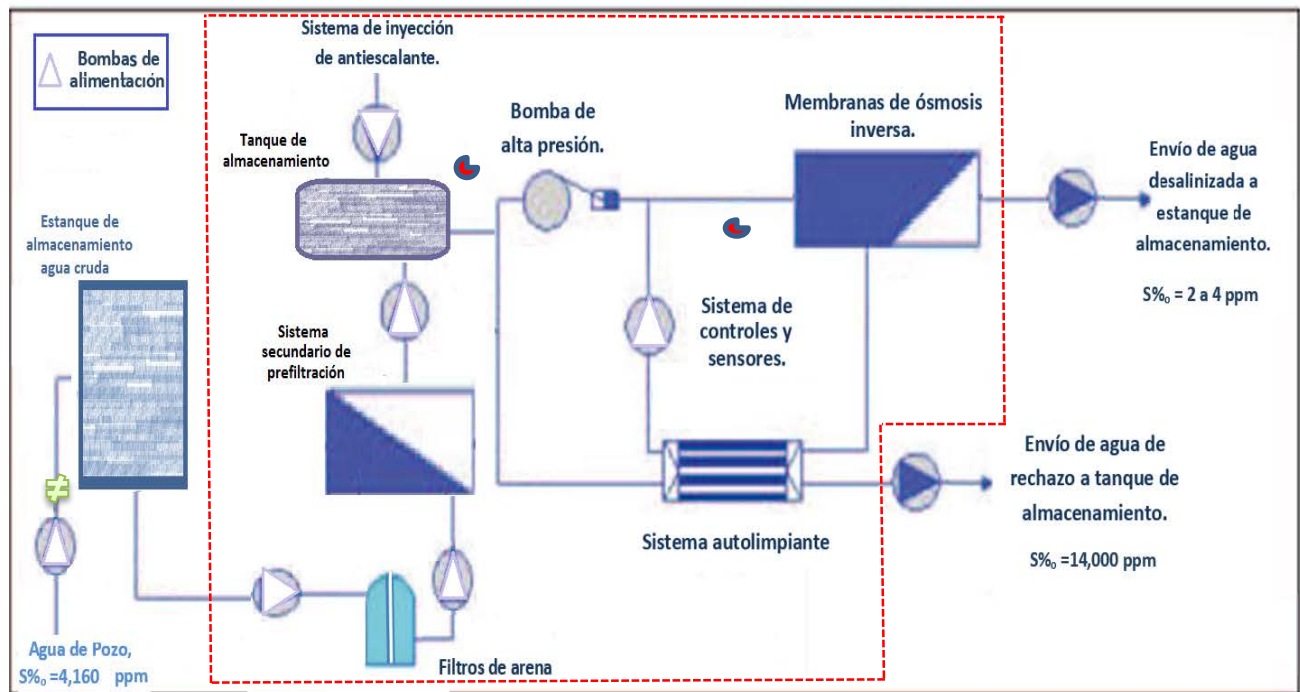 Bombas de
alimentación
Sistema de inyección
de antiescalante.
Tanque de
almacenamiento
Bomba de
alta presión.
Membranas de ósmosis
inversa.
Envío de agua
desalinizada a
estanque de
almacenamiento.
S‰ = 2 a 4 ppm
Estanque de
almacenamiento
agua cruda
Sistema
secundario de
prefiltración
Sistema de
controles y
sensores.
Envío de agua de
rechazo a tanque de
almacenamiento.
S‰ =14,000 ppm
Sistema autolimpiante
≠
Agua de Pozo,
S‰ =4,160 ppm
Filtros de arena